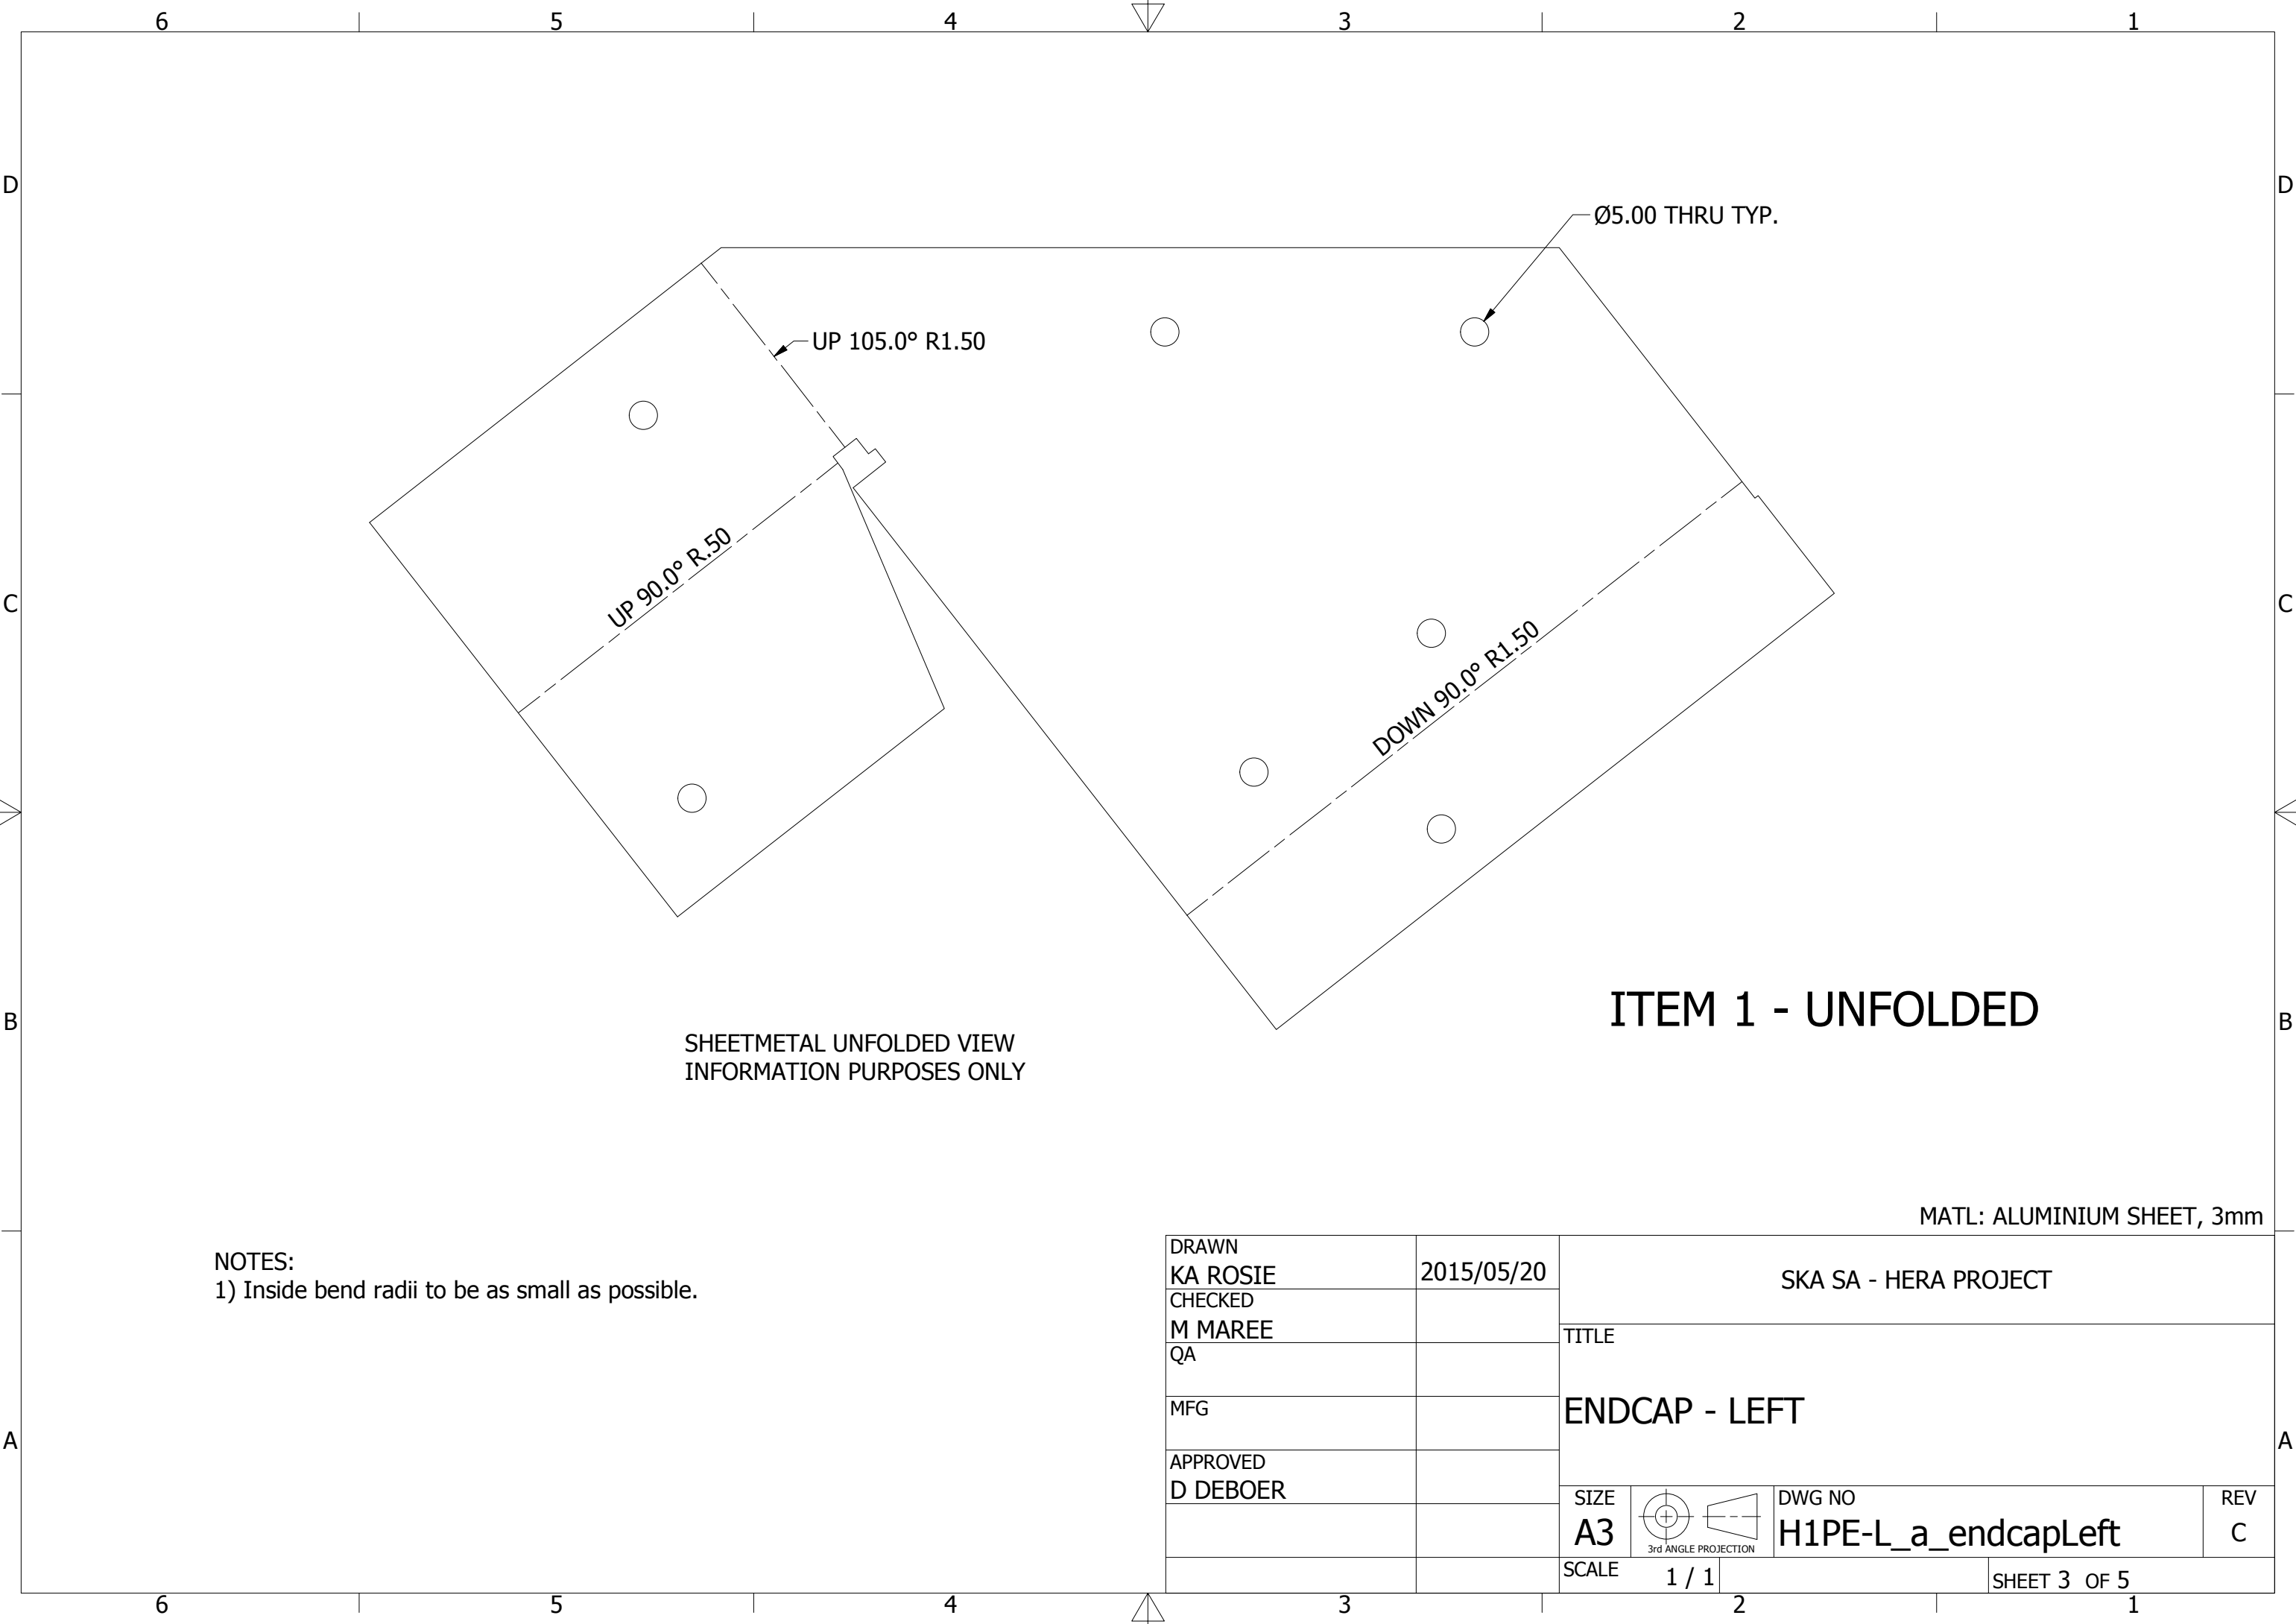 6 5 4 3 2 1
D D
Ø5.00 THRU TYP.
UP 105.0° R1.50
UP 90.0° R.50
C C
DOWN 90.0° R1.50
ITEM 1 - UNFOLDED
B B
SHEETMETAL UNFOLDED VIEW
INFORMATION PURPOSES ONLY
MATL: ALUMINIUM SHEET, 3mm
NOTES:
1) Inside bend radii to be as small as possible.
DRAWN
KA ROSIE 2015/05/20
SKA SA - HERA PROJECT
CHECKED
M MAREE
TITLE
QA
ENDCAP - LEFT
MFG
A A
APPROVED
D DEBOER
SIZE
A3
3rd ANGLE PROJECTION
DWG NO
H1PE-L_a_endcapLeft
REV
C
SCALE 1 / 1
SHEET 3 OF 5
6 5 4 3 2 1